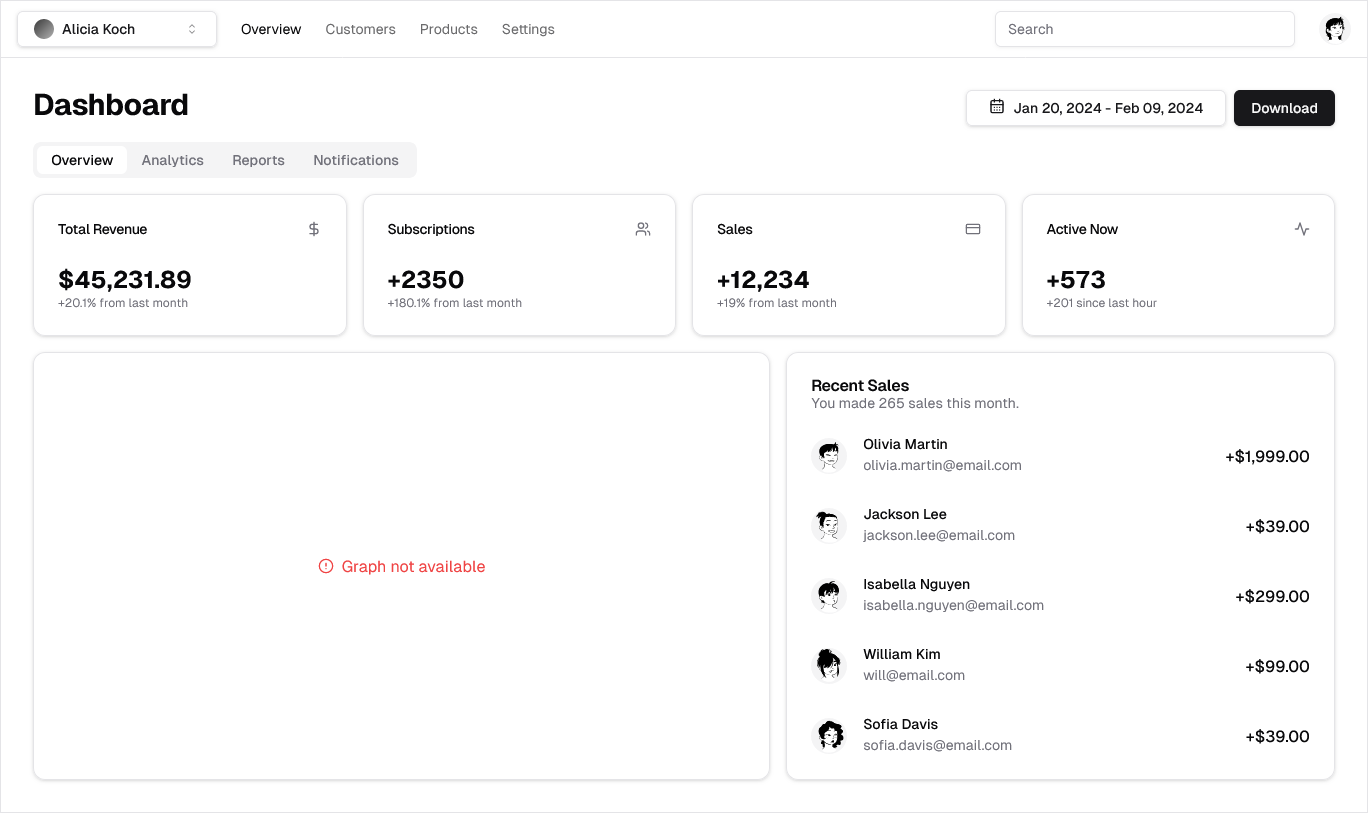 Alicia Koch
Overview
Customers
Products
Settings
Search
Dashboard
Jan 20, 2024 - Feb 09, 2024
Download
Overview
Analytics
Reports
Notifications
Total Revenue
$45,231.89
+20.1% from last month
Subscriptions
+2350
+180.1% from last month
Sales
+12,234
+19% from last month
Active Now
+573
+201 since last hour
Graph not available
Recent Sales
You made 265 sales this month.
Olivia Martin
olivia.martin@email.com
+$1,999.00
Jackson Lee
jackson.lee@email.com
+$39.00
Isabella Nguyen
isabella.nguyen@email.com
+$299.00
William Kim
will@email.com
+$99.00
Sofia Davis
sofia.davis@email.com
+$39.00